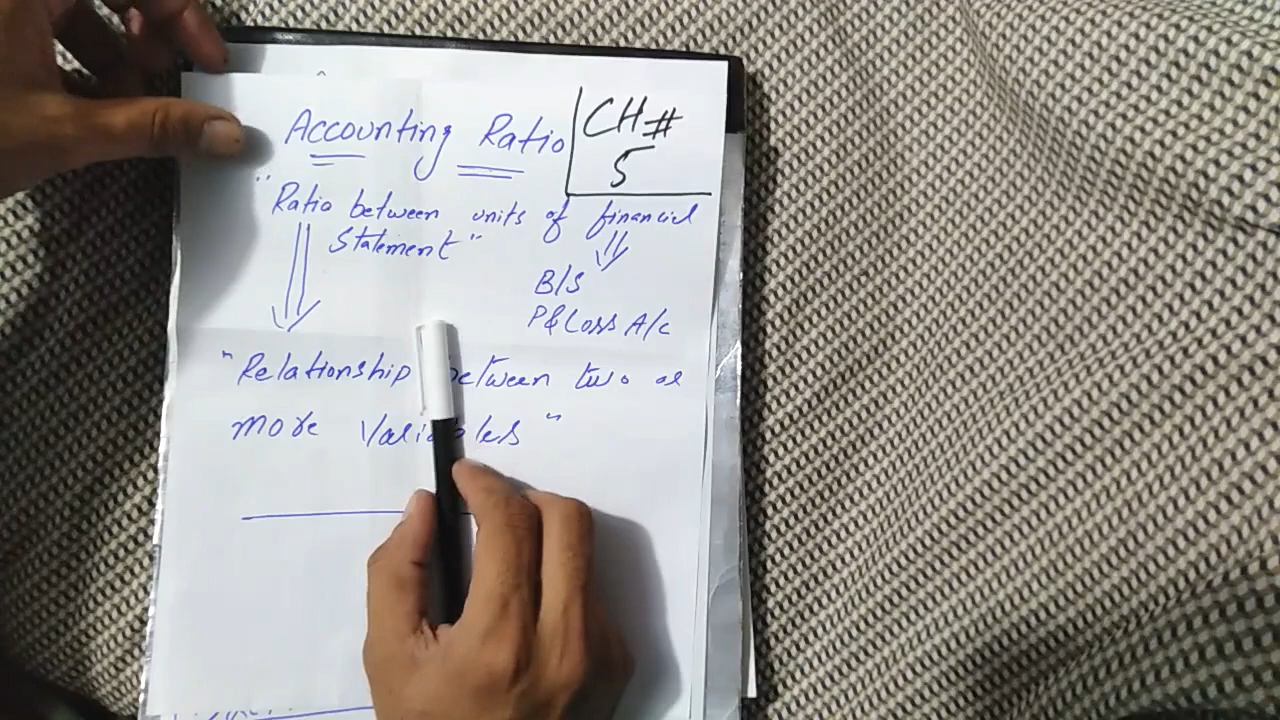 Accounting Ratio
CH#
5
"Ratio between units of financial
statement"
B/S
P&Loss A/c
"Relationship between two or
more Variables"